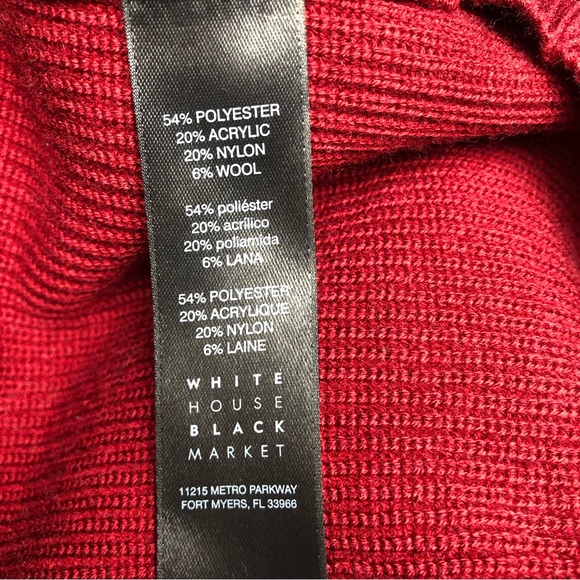 54% POLYESTER
20% ACRYLIC
20% NYLON
6% WOOL
54% poliéster
20% acrílico
20% poliamida
6% LANA
54% POLYESTER
20% ACRYLIQUE
20% NYLON
6% LAINE
WHITE
HOUSE
BLACK
MARKET
11215 METRO PARKWAY
FORT MYERS, FL 33966